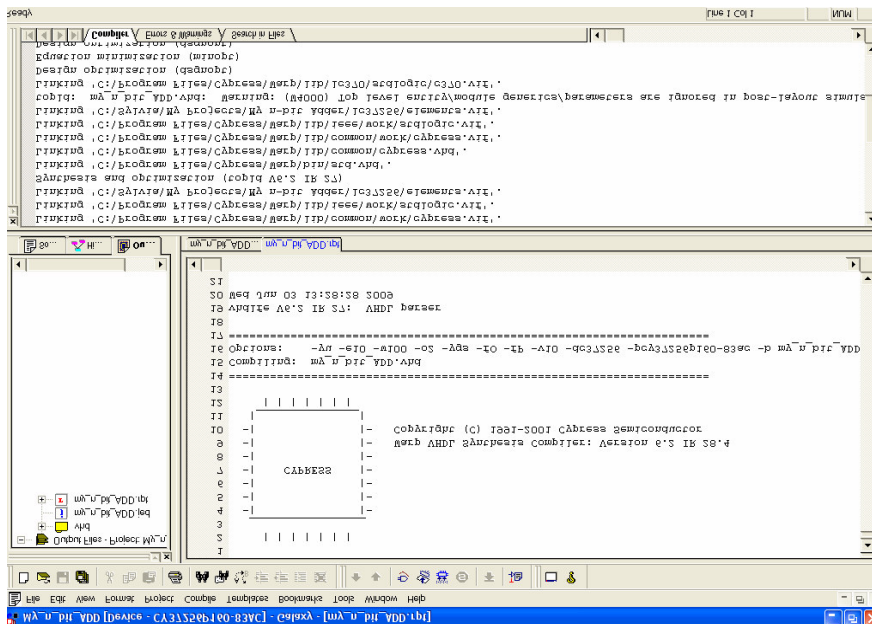 My_n_bit_ADD [Device - CY37256P160-83AC] - Galaxy - [my_n_bit_ADD.rpt]
File Edit View Format Project Compile Templates Bookmarks Tools Window Help
Output Files - Project: My_n
vhd
my_n_bit_ADD.jed
my_n_bit_ADD.rpt
1
2 | | | | | | |
3
4 -| |-
5 -| |-
6 -| |-
7 -| CYPRESS |-
8 -| |-
9 -| |- Warp VHDL Synthesis Compiler: Version 6.2 IR 28.4
10 -| |- Copyright (C) 1991-2001 Cypress Semiconductor
11 | |
12 | | | | | | |
13
14 ======================================================================
15 Compiling: my_n_bit_ADD.vhd
16 Options: -yu -e10 -w100 -o2 -ygs -fO -fP -v10 -dc37256 -pcy37256p160-83ac -b my_n_bit_ADD
17 ======================================================================
18
19 vhdlfe V6.2 IR 27: VHDL parser
20 Wed Jun 03 13:28:28 2009
21
So... Hi... Ou...
my_n_bit_ADD... my_n_bit_ADD.rpt
Linking 'C:\Program Files\Cypress\Warp\lib\common\work\cypress.vif'.
Linking 'C:\Program Files\Cypress\Warp\lib\ieee\work\stdlogic.vif'.
Linking 'C:\Sylvia\My Projects\My n-bit Adder\lc37256\elements.vif'.
Synthesis and optimization (topld V6.2 IR 27)
Linking 'C:\Program Files\Cypress\Warp\bin\std.vhd'.
Linking 'C:\Program Files\Cypress\Warp\lib\common\cypress.vhd'.
Linking 'C:\Program Files\Cypress\Warp\lib\common\work\cypress.vif'.
Linking 'C:\Program Files\Cypress\Warp\lib\ieee\work\stdlogic.vif'.
Linking 'C:\Sylvia\My Projects\My n-bit Adder\lc37256\elements.vif'.
topld: my_n_bit_ADD.vhd: Warning: (W4000) Top level entity/module generics/parameters are ignored in post-layout simula
Linking 'C:\Program Files\Cypress\Warp\lib\lc370\stdlogic\c370.vif'.
Design optimization (dsgnopt)
Equation minimization (minopt)
Design optimization (dsgnopt)
Compiler Errors & Warnings Search in Files
Ready Line 1 Col 1 NUM